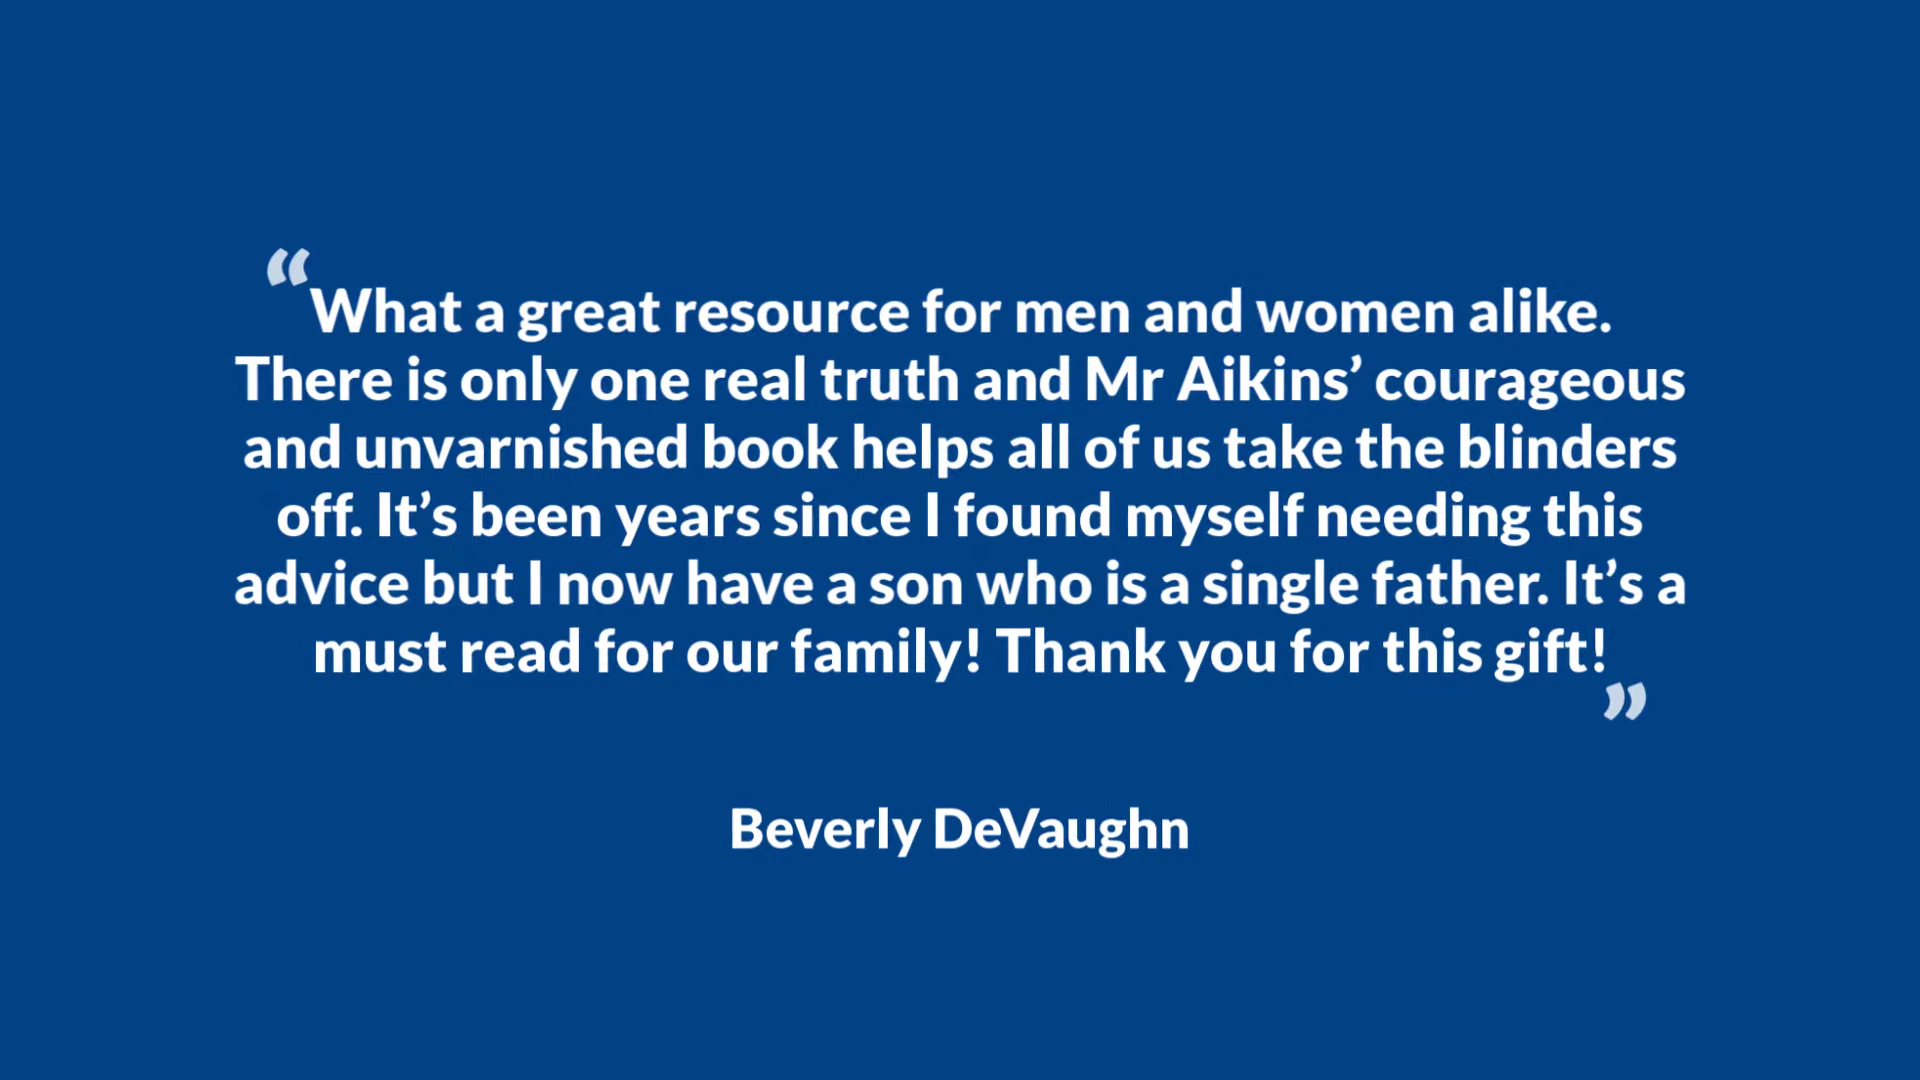 “What a great resource for men and women alike.
There is only one real truth and Mr Aikins’ courageous
and unvarnished book helps all of us take the blinders
off. It’s been years since I found myself needing this
advice but I now have a son who is a single father. It’s a
must read for our family! Thank you for this gift!”
Beverly DeVaughn